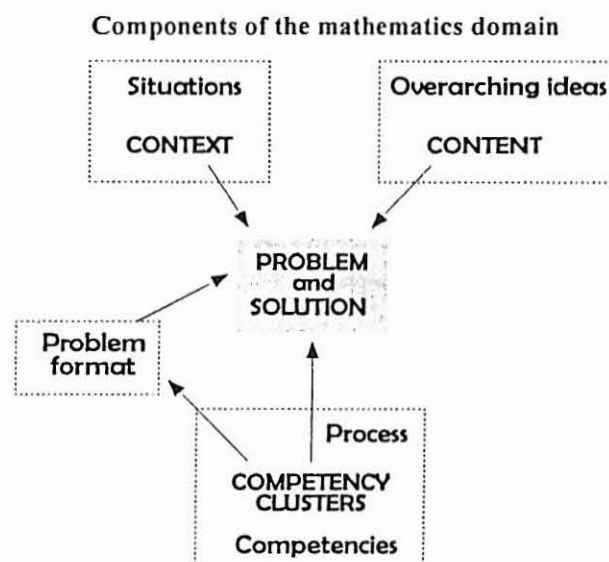 Components of the mathematics domain
Situations
CONTEXT
Overarching ideas
CONTENT
PROBLEM
and
SOLUTION
Problem
format
Process
COMPETENCY
CLUSTERS
Competencies